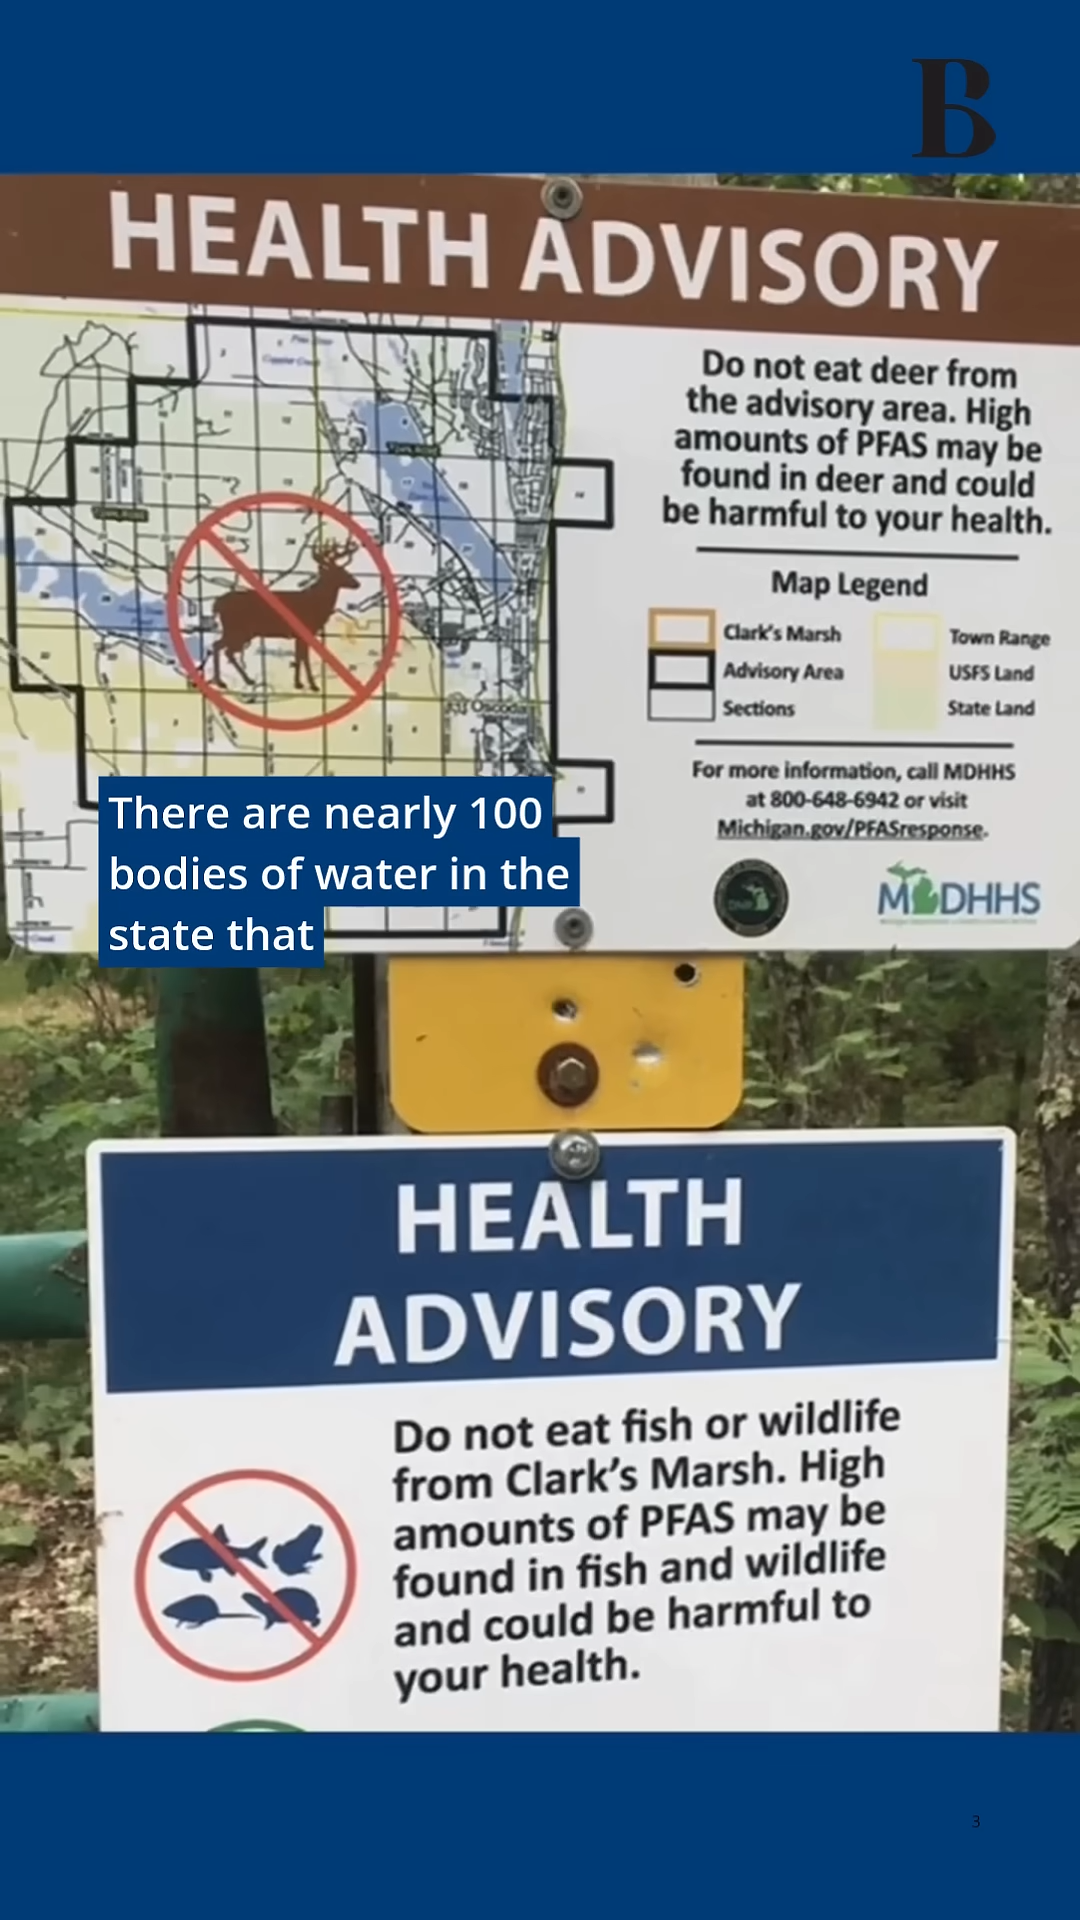 B
HEALTH ADVISORY
Do not eat deer from
the advisory area. High
amounts of PFAS may be
found in deer and could
be harmful to your health.
Map Legend
Clark's Marsh
Town Range
Advisory Area
USFS Land
Sections
State Land
For more information, call MDHHS
at 800-648-6942 or visit
Michigan.gov/PFASresponse.
DNR
MDHHS
Oscoda
There are nearly 100
bodies of water in the
state that
HEALTH
ADVISORY
Do not eat fish or wildlife
from Clark's Marsh. High
amounts of PFAS may be
found in fish and wildlife
and could be harmful to
your health.
3